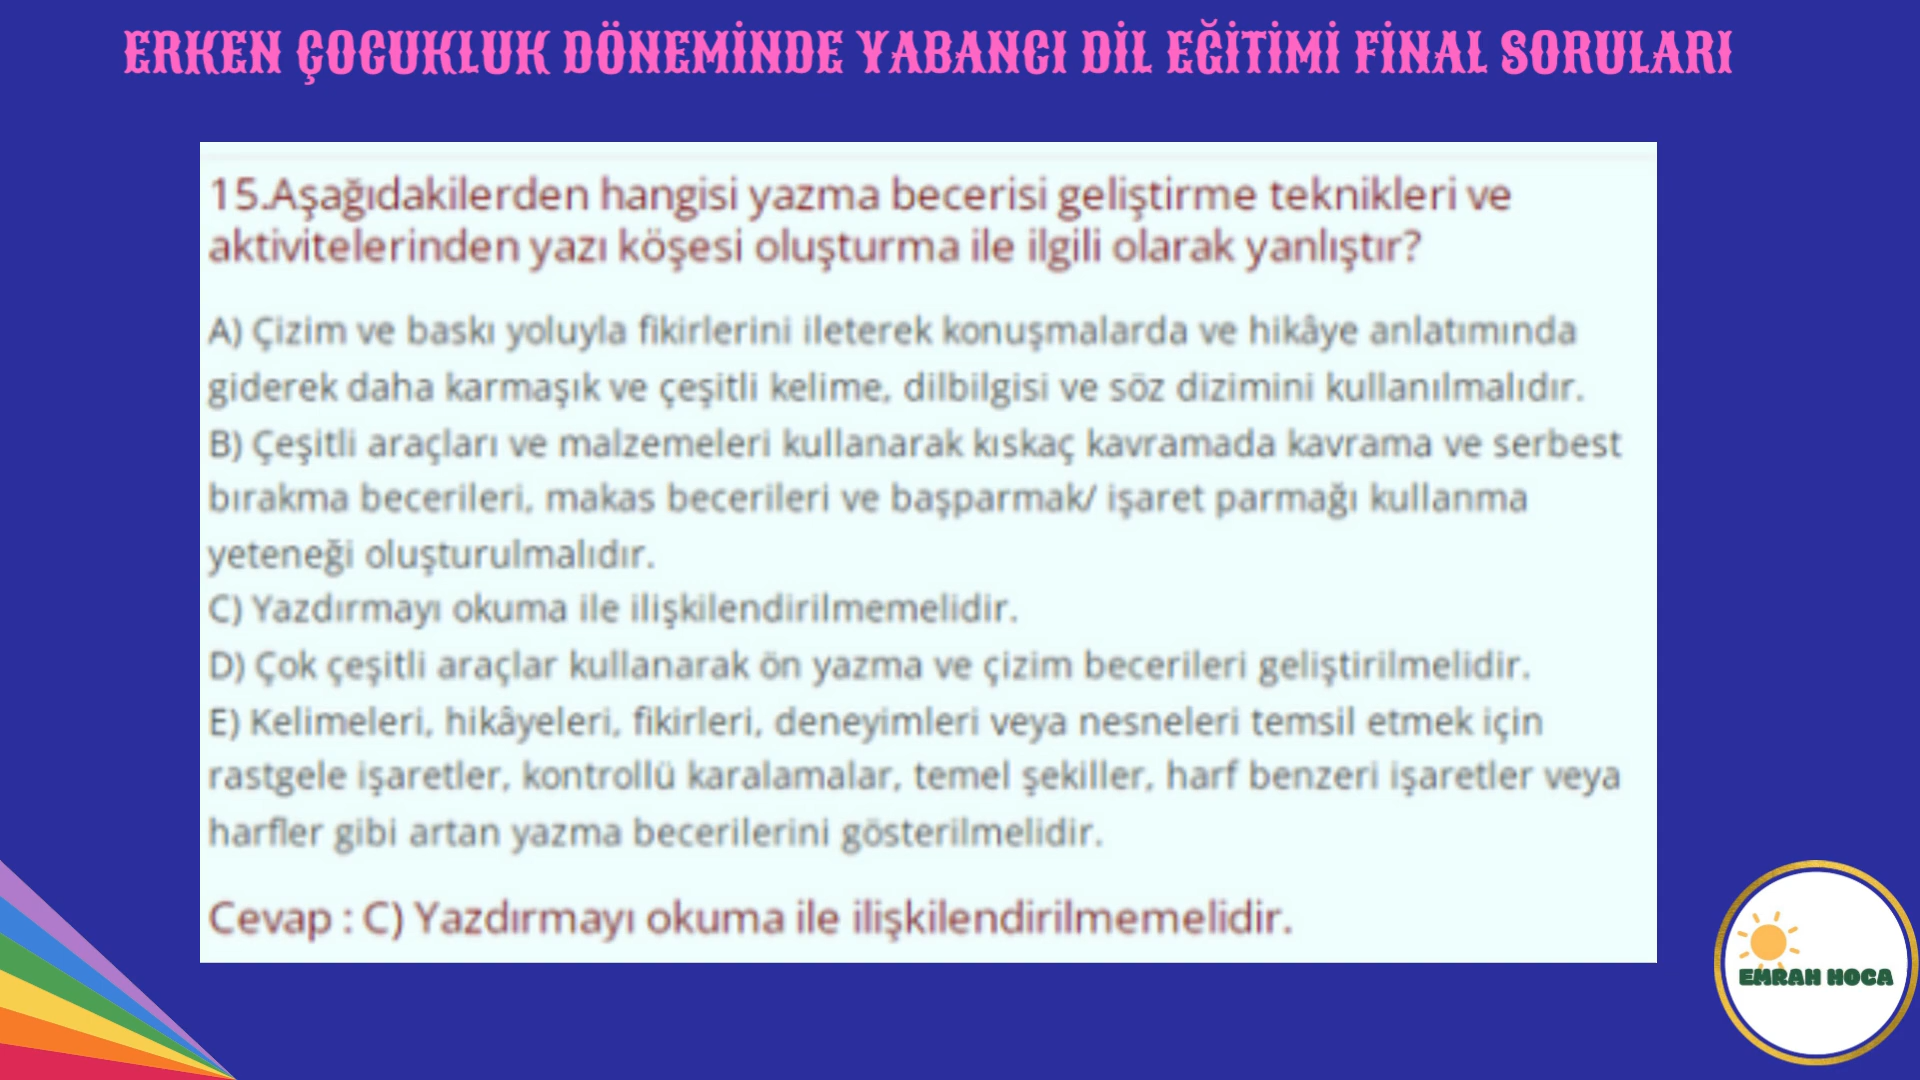 ERKEN ÇOCUKLUK DÖNEMİNDE YABANCI DİL EĞİTİMİ FİNAL SORULARI
15.Aşağıdakilerden hangisi yazma becerisi geliştirme teknikleri ve
aktivitelerinden yazı köşesi oluşturma ile ilgili olarak yanlıştır?
A) Çizim ve baskı yoluyla fikirlerini ileterek konuşmalarda ve hikâye anlatımında
giderek daha karmaşık ve çeşitli kelime, dilbilgisi ve söz dizimini kullanılmalıdır.
B) Çeşitli araçları ve malzemeleri kullanarak kıskaç kavramada kavrama ve serbest
bırakma becerileri, makas becerileri ve başparmak/ işaret parmağı kullanma
yeteneği oluşturulmalıdır.
C) Yazdırmayı okuma ile ilişkilendirilmemelidir.
D) Çok çeşitli araçlar kullanarak ön yazma ve çizim becerileri geliştirilmelidir.
E) Kelimeleri, hikâyeleri, fikirleri, deneyimleri veya nesneleri temsil etmek için
rastgele işaretler, kontrollü karalamalar, temel şekiller, harf benzeri işaretler veya
harfler gibi artan yazma becerilerini gösterilmelidir.
Cevap : C) Yazdırmayı okuma ile ilişkilendirilmemelidir.
EMRAH HOCA